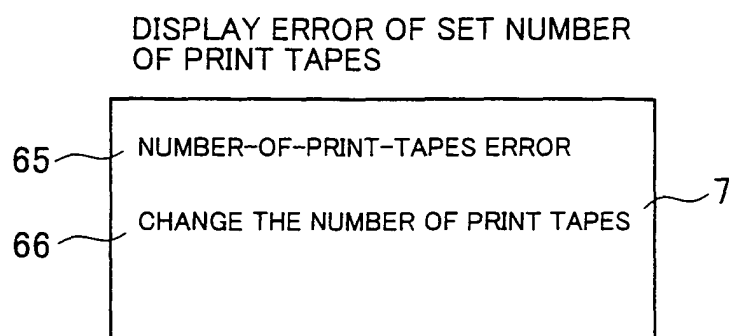 DISPLAY ERROR OF SET NUMBER
OF PRINT TAPES
65
NUMBER-OF-PRINT-TAPES ERROR
7
CHANGE THE NUMBER OF PRINT TAPES
66